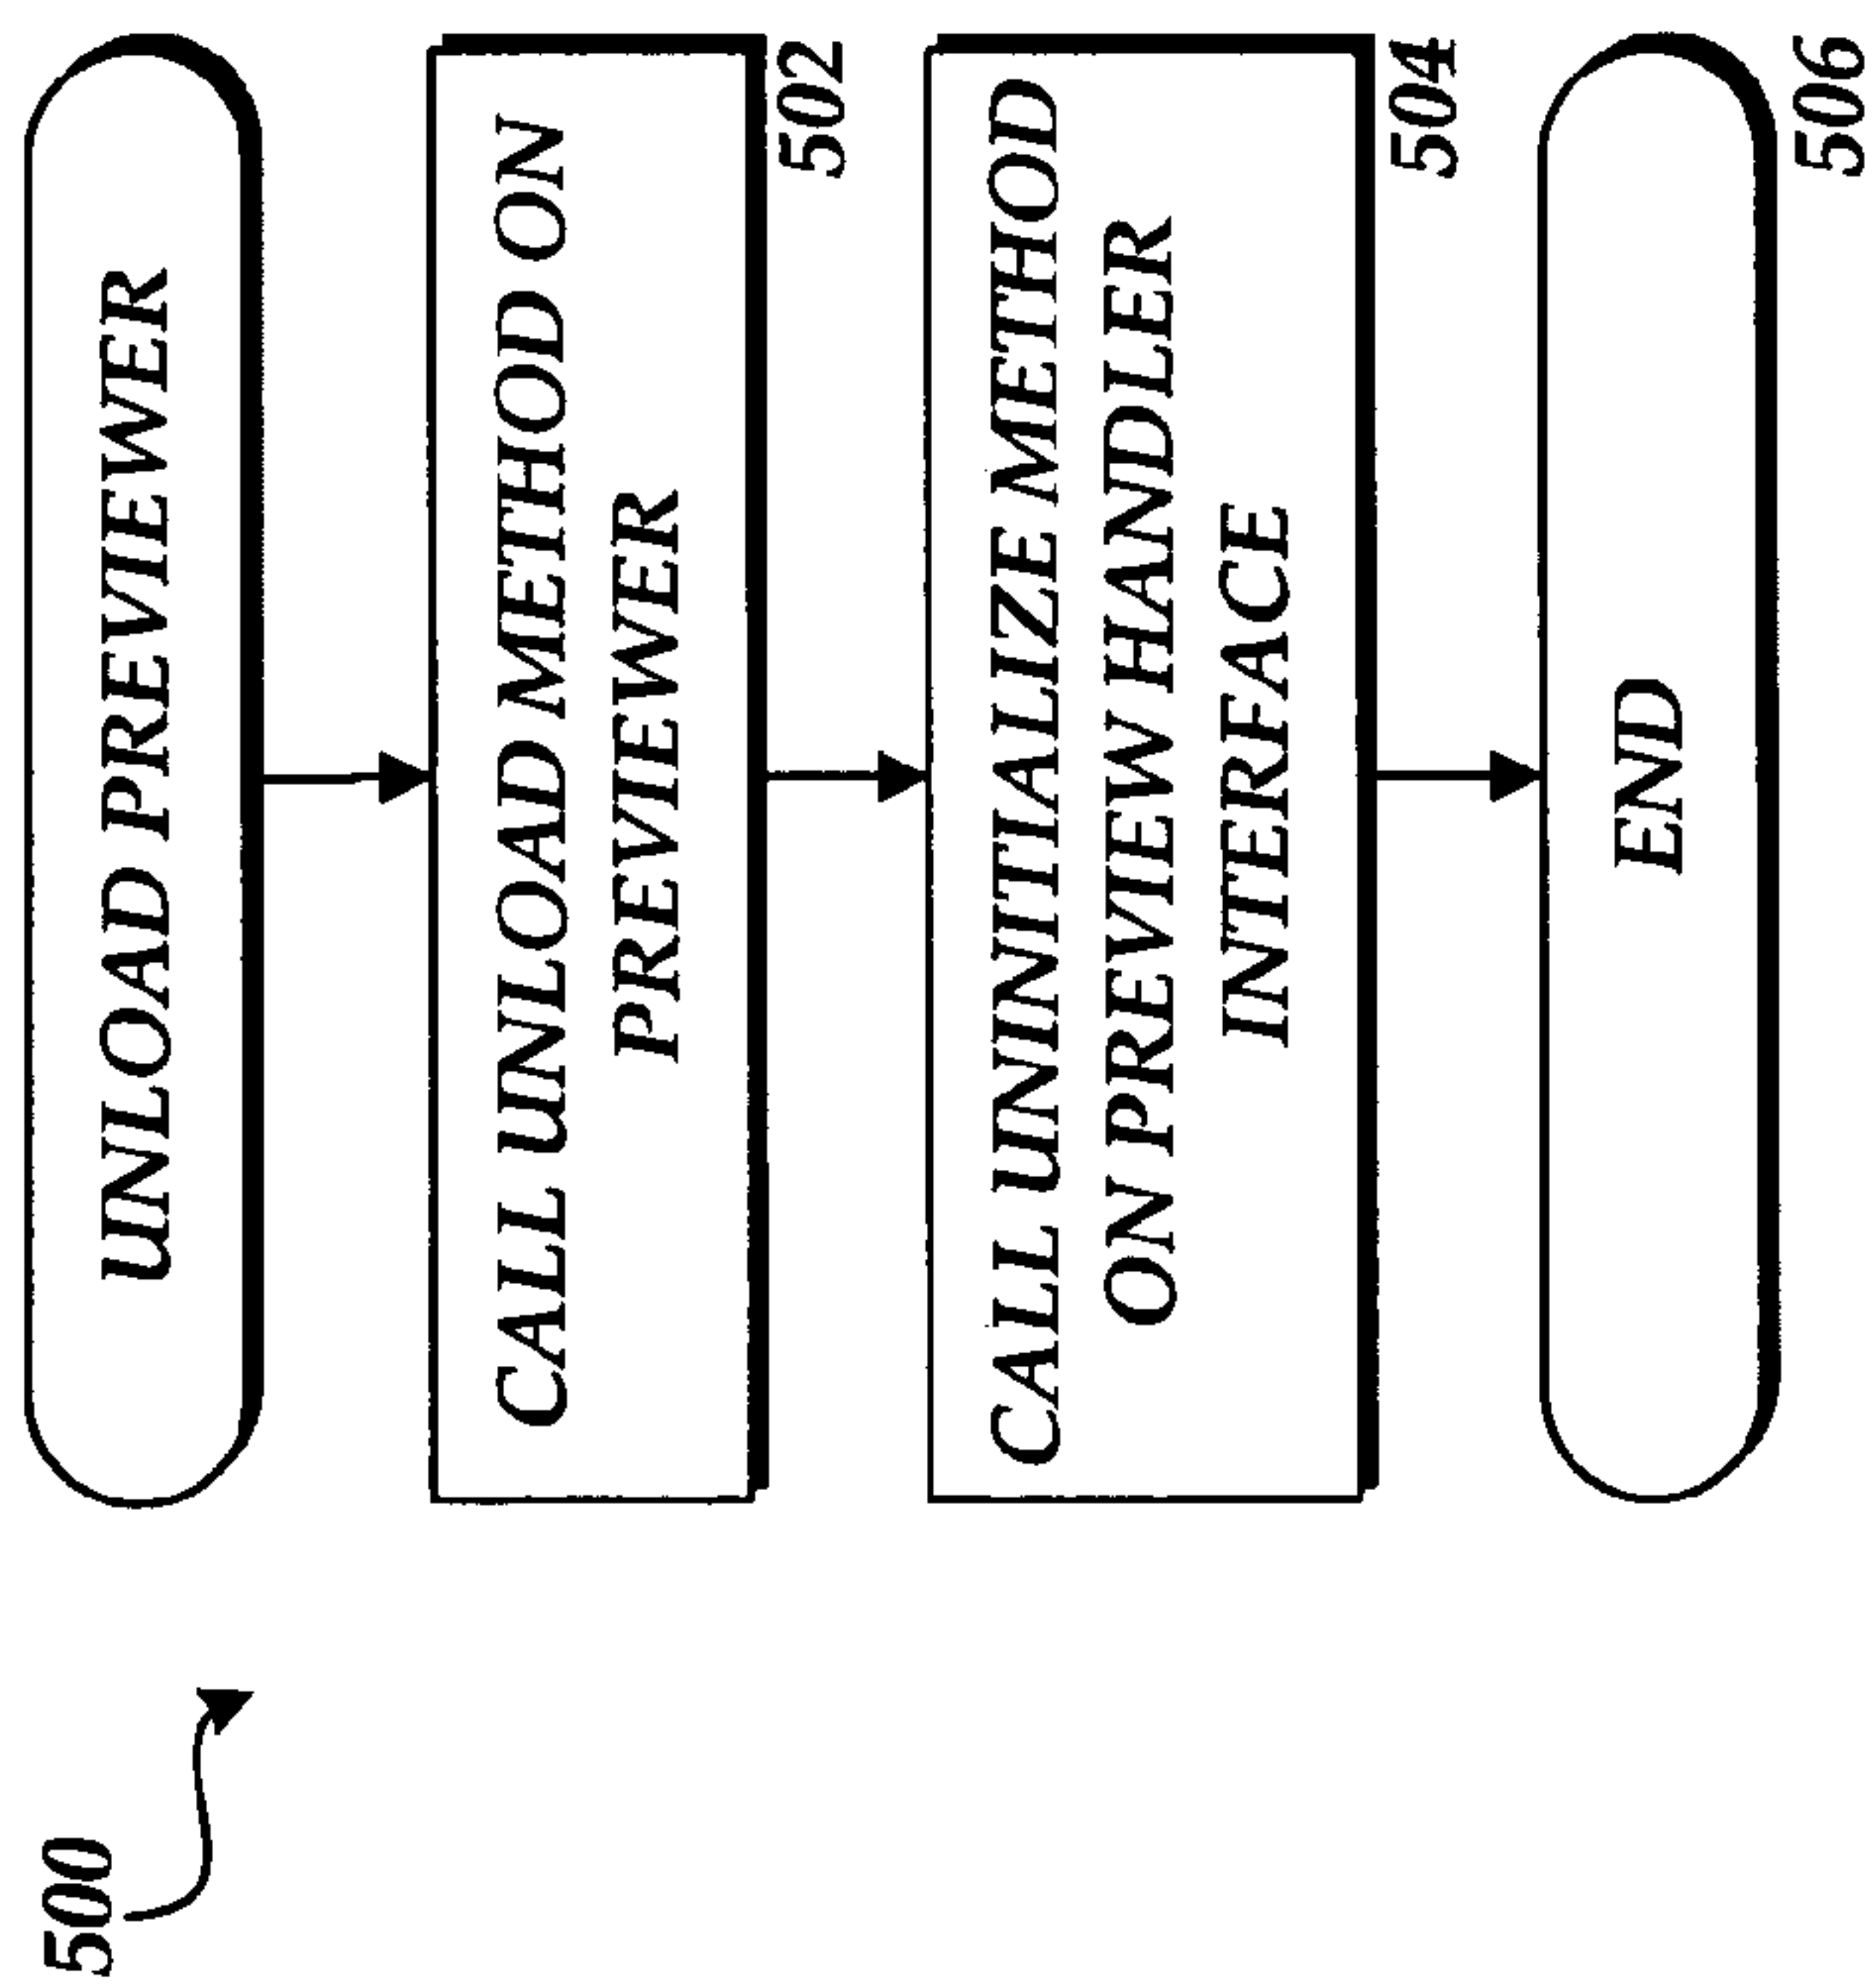 500
UNLOAD PREVIEWER
CALL UNLOAD METHOD ON
PREVIEWER
502
CALL UNINITIALIZE METHOD
ON PREVIEW HANDLER
INTERFACE
504
END
506